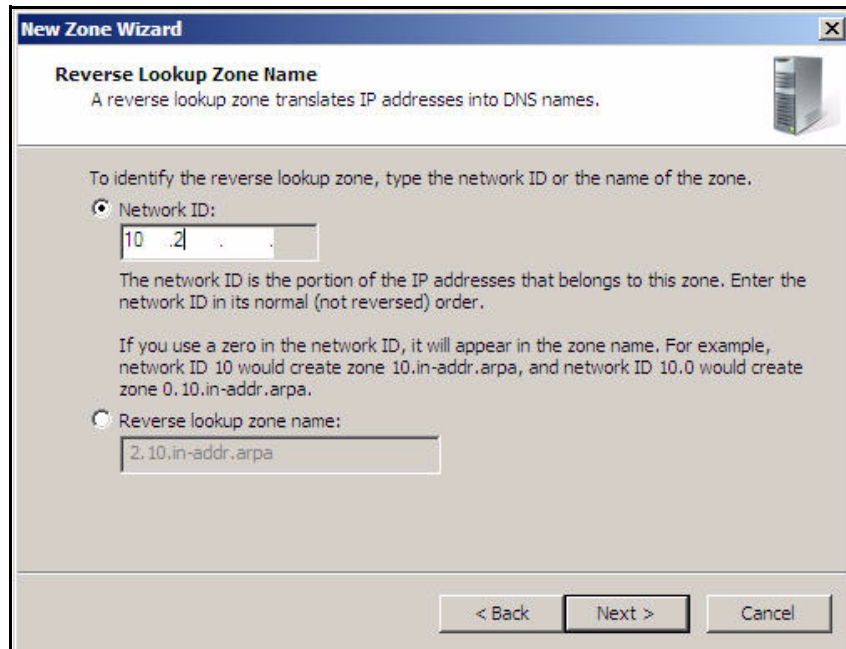 New Zone Wizard
Reverse Lookup Zone Name
A reverse lookup zone translates IP addresses into DNS names.
To identify the reverse lookup zone, type the network ID or the name of the zone.
Network ID:
10 .2 . .
The network ID is the portion of the IP addresses that belongs to this zone. Enter the
network ID in its normal (not reversed) order.
If you use a zero in the network ID, it will appear in the zone name. For example,
network ID 10 would create zone 10.in-addr.arpa, and network ID 10.0 would create
zone 0.10.in-addr.arpa.
Reverse lookup zone name:
2.10.in-addr.arpa
< Back Next > Cancel